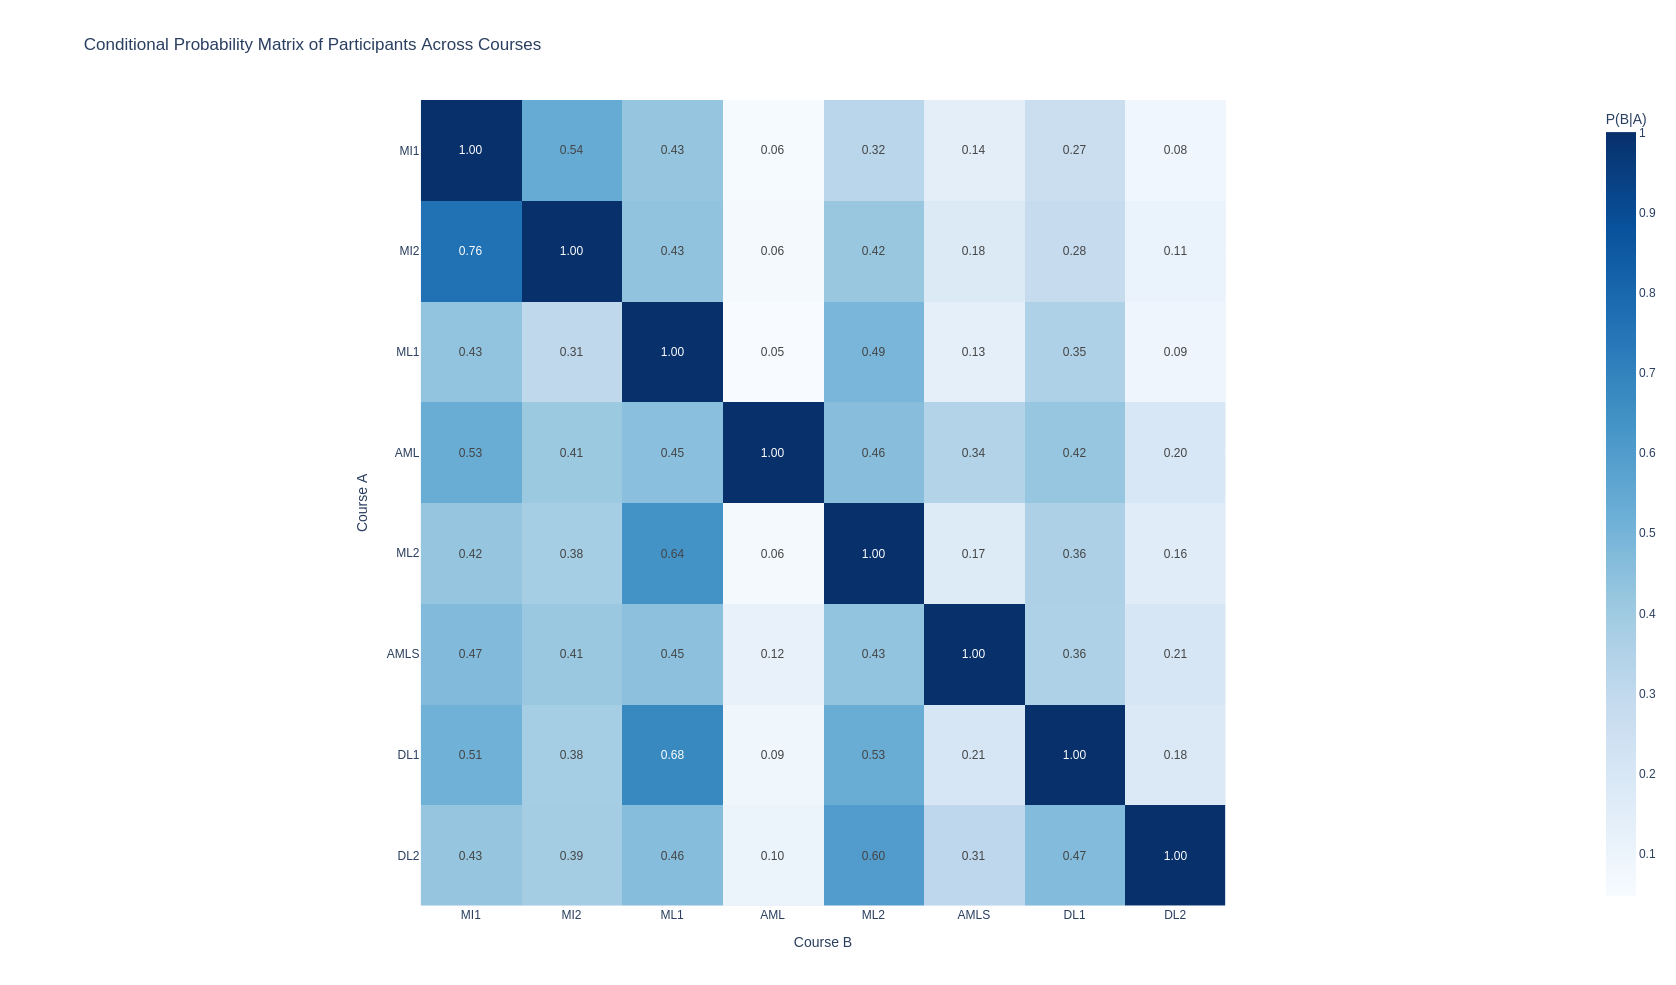 Conditional Probability Matrix of Participants Across Courses
P(B|A)
1
0.9
0.8
0.7
0.6
0.5
0.4
0.3
0.2
0.1
Course A
MI1 1.00 0.54 0.43 0.06 0.32 0.14 0.27 0.08
MI2 0.76 1.00 0.43 0.06 0.42 0.18 0.28 0.11
ML1 0.43 0.31 1.00 0.05 0.49 0.13 0.35 0.09
AML 0.53 0.41 0.45 1.00 0.46 0.34 0.42 0.20
ML2 0.42 0.38 0.64 0.06 1.00 0.17 0.36 0.16
AMLS 0.47 0.41 0.45 0.12 0.43 1.00 0.36 0.21
DL1 0.51 0.38 0.68 0.09 0.53 0.21 1.00 0.18
DL2 0.43 0.39 0.46 0.10 0.60 0.31 0.47 1.00
MI1 MI2 ML1 AML ML2 AMLS DL1 DL2
Course B